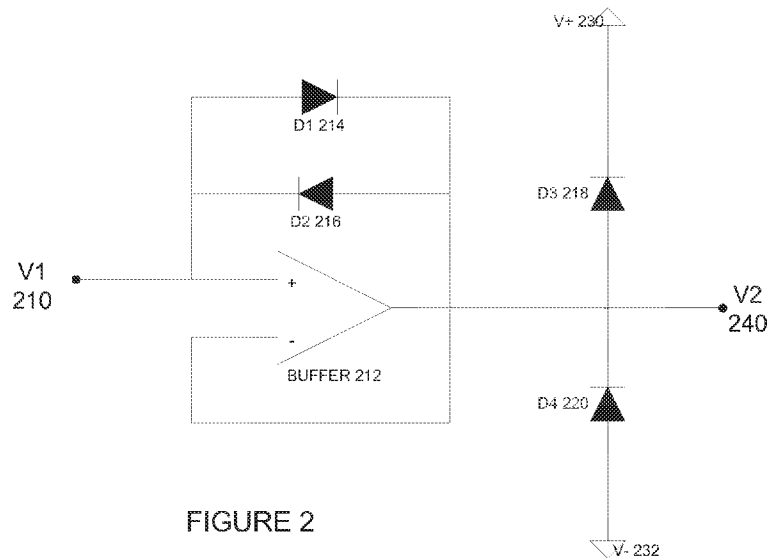 V+ 230
D1 214
D3 218
D2 216
V1
210
+
V2
240
-
BUFFER 212
D4 220
FIGURE 2
V- 232